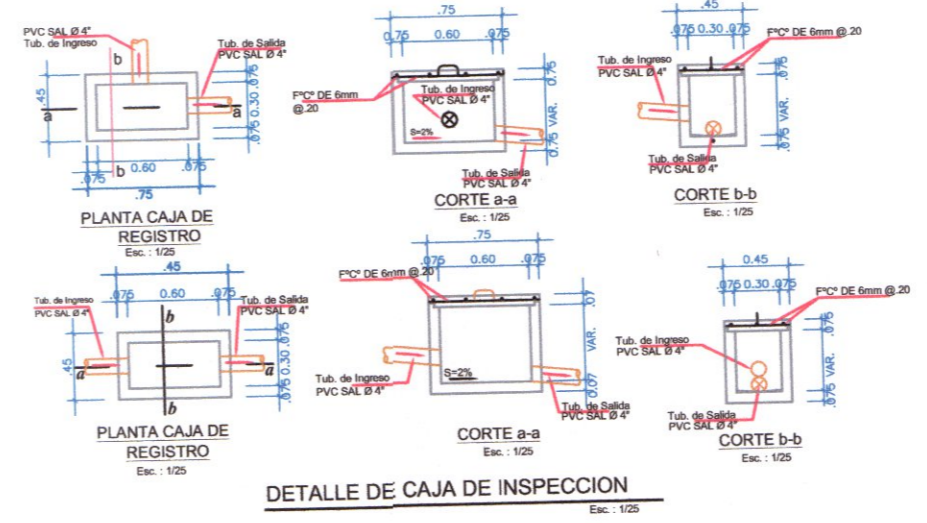 PVC SAL Ø 4"
Tub. de Ingreso
b
Tub. de Salida
PVC SAL Ø 4"
.45
a
a
.075
0.30
.075
b
.075
0.60
.075
.75
PLANTA CAJA DE
REGISTRO
Esc. : 1/25
.75
0.75
0.60
.075
F°C° DE 6mm
@.20
Tub. de Ingreso
PVC SAL Ø 4"
S=2%
0.75
VAR.
0.75
Tub. de Salida
PVC SAL Ø 4"
CORTE a-a
Esc. : 1/25
.45
.075 0.30 .075
F°C° DE 6mm @.20
Tub. de Ingreso
PVC SAL Ø 4"
.075
VAR.
.075
Tub. de Salida
PVC SAL Ø 4"
CORTE b-b
Esc. : 1/25
.45
.075
0.60
.075
Tub. de Ingreso
PVC SAL Ø 4"
Tub. de Salida
PVC SAL Ø 4"
b
.45
a
a
.075
0.30
.075
b
PLANTA CAJA DE
REGISTRO
Esc. : 1/25
.75
.075
0.60
.075
F°C° DE 6mm @.20
.07
VAR.
0.07
S=2%
Tub. de Ingreso
PVC SAL Ø 4"
Tub. de Salida
PVC SAL Ø 4"
CORTE a-a
Esc. : 1/25
0.45
.075 0.30 .075
F°C° DE 6mm @.20
Tub. de Ingreso
PVC SAL Ø 4"
.075
VAR.
.075
Tub. de Salida
PVC SAL Ø 4"
CORTE b-b
Esc. : 1/25
DETALLE DE CAJA DE INSPECCION
Esc. : 1/25